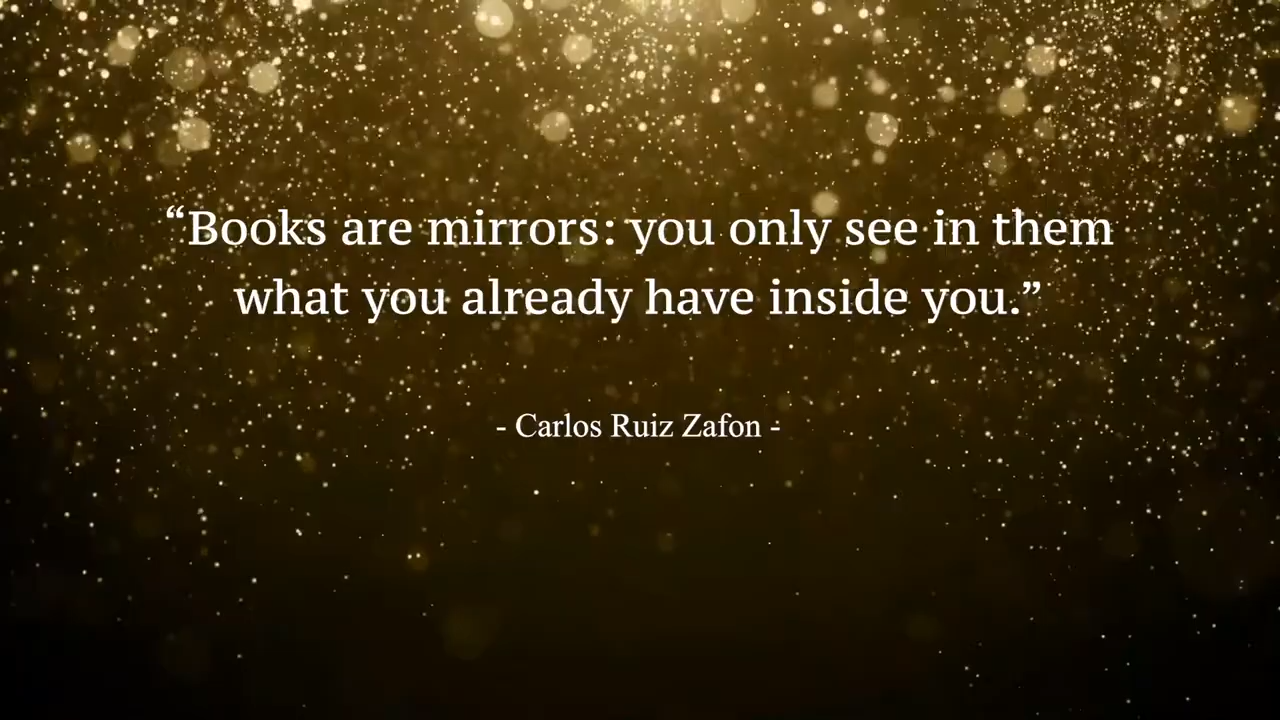 “Books are mirrors: you only see in them
what you already have inside you.”
- Carlos Ruiz Zafon -